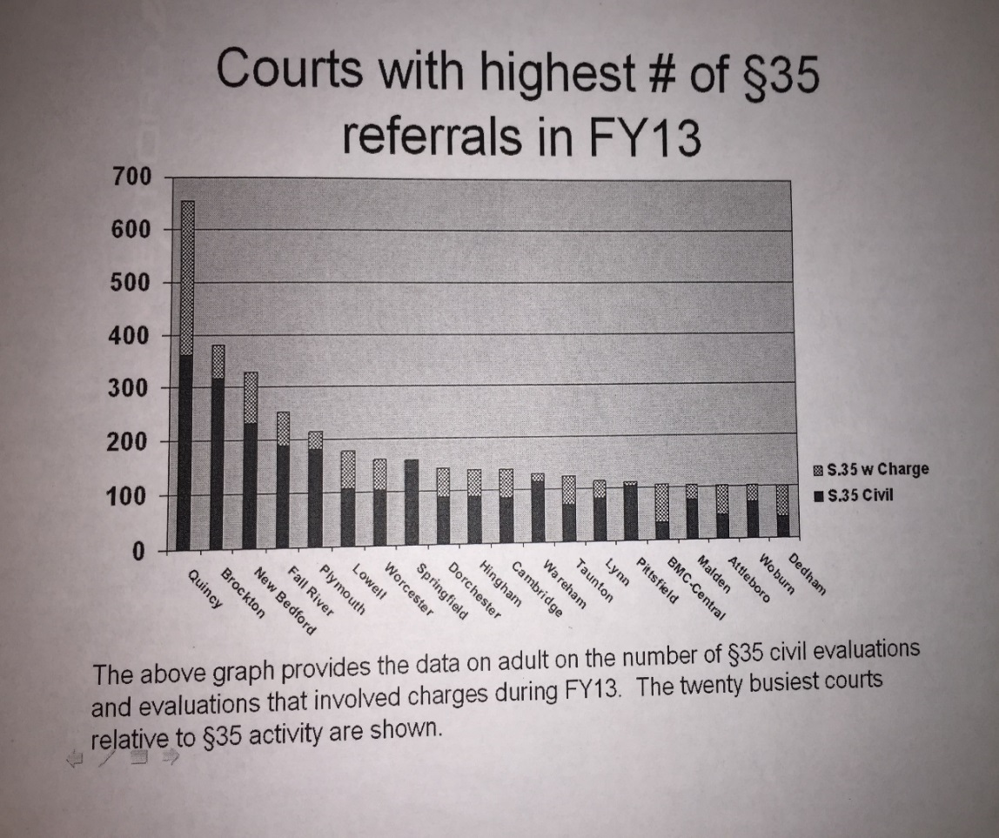 Courts with highest # of §35
referrals in FY13
700
600
500
400
300
200
100
0
Quincy
Brockton
New Bedford
Fall River
Plymouth
Lowell
Worcester
Springfield
Dorchester
Hingham
Cambridge
Wareham
Taunton
Lynn
Pittsfield
BMC-Central
Malden
Attleboro
Woburn
Dedham
S.35 w Charge
S.35 Civil
The above graph provides the data on adult on the number of §35 civil evaluations
and evaluations that involved charges during FY13. The twenty busiest courts
relative to §35 activity are shown.